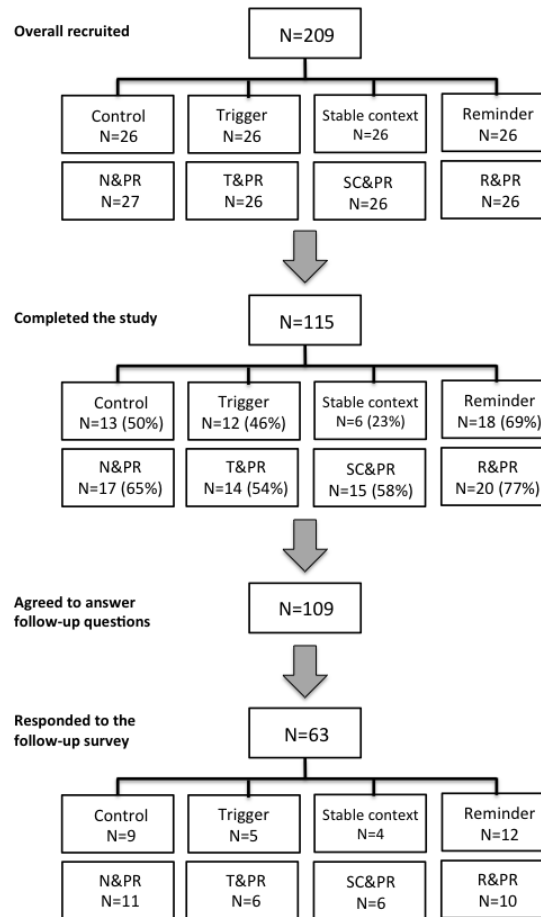 Overall recruited
N=209
Control
N=26
Trigger
N=26
Stable context
N=26
Reminder
N=26
N&PR
N=27
T&PR
N=26
SC&PR
N=26
R&PR
N=26
Completed the study
N=115
Control
N=13 (50%)
Trigger
N=12 (46%)
Stable context
N=6 (23%)
Reminder
N=18 (69%)
N&PR
N=17 (65%)
T&PR
N=14 (54%)
SC&PR
N=15 (58%)
R&PR
N=20 (77%)
Agreed to answer
follow-up questions
N=109
Responded to the
follow-up survey
N=63
Control
N=9
Trigger
N=5
Stable context
N=4
Reminder
N=12
N&PR
N=11
T&PR
N=6
SC&PR
N=6
R&PR
N=10